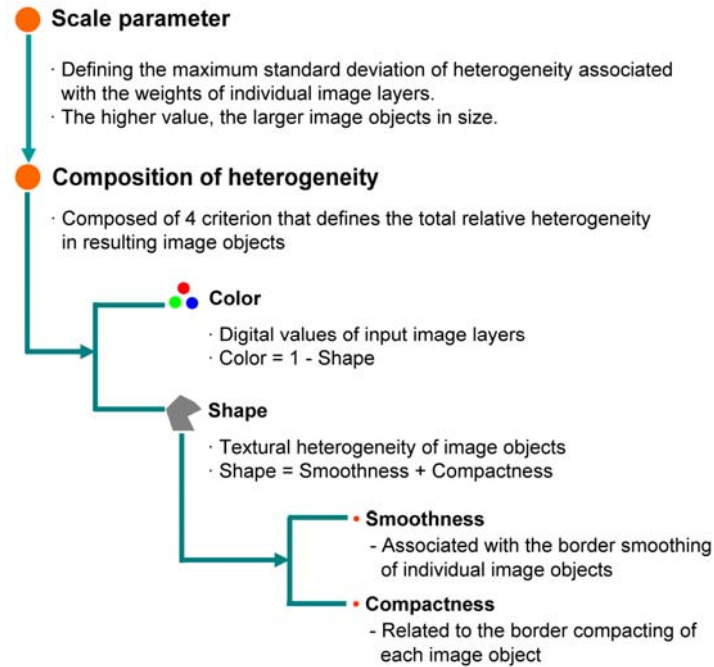 Scale parameter
· Defining the maximum standard deviation of heterogeneity associated
with the weights of individual image layers.
· The higher value, the larger image objects in size.
Composition of heterogeneity
· Composed of 4 criterion that defines the total relative heterogeneity
in resulting image objects
Color
· Digital values of input image layers
· Color = 1 - Shape
Shape
· Textural heterogeneity of image objects
· Shape = Smoothness + Compactness
• Smoothness
- Associated with the border smoothing
of individual image objects
• Compactness
- Related to the border compacting of
each image object